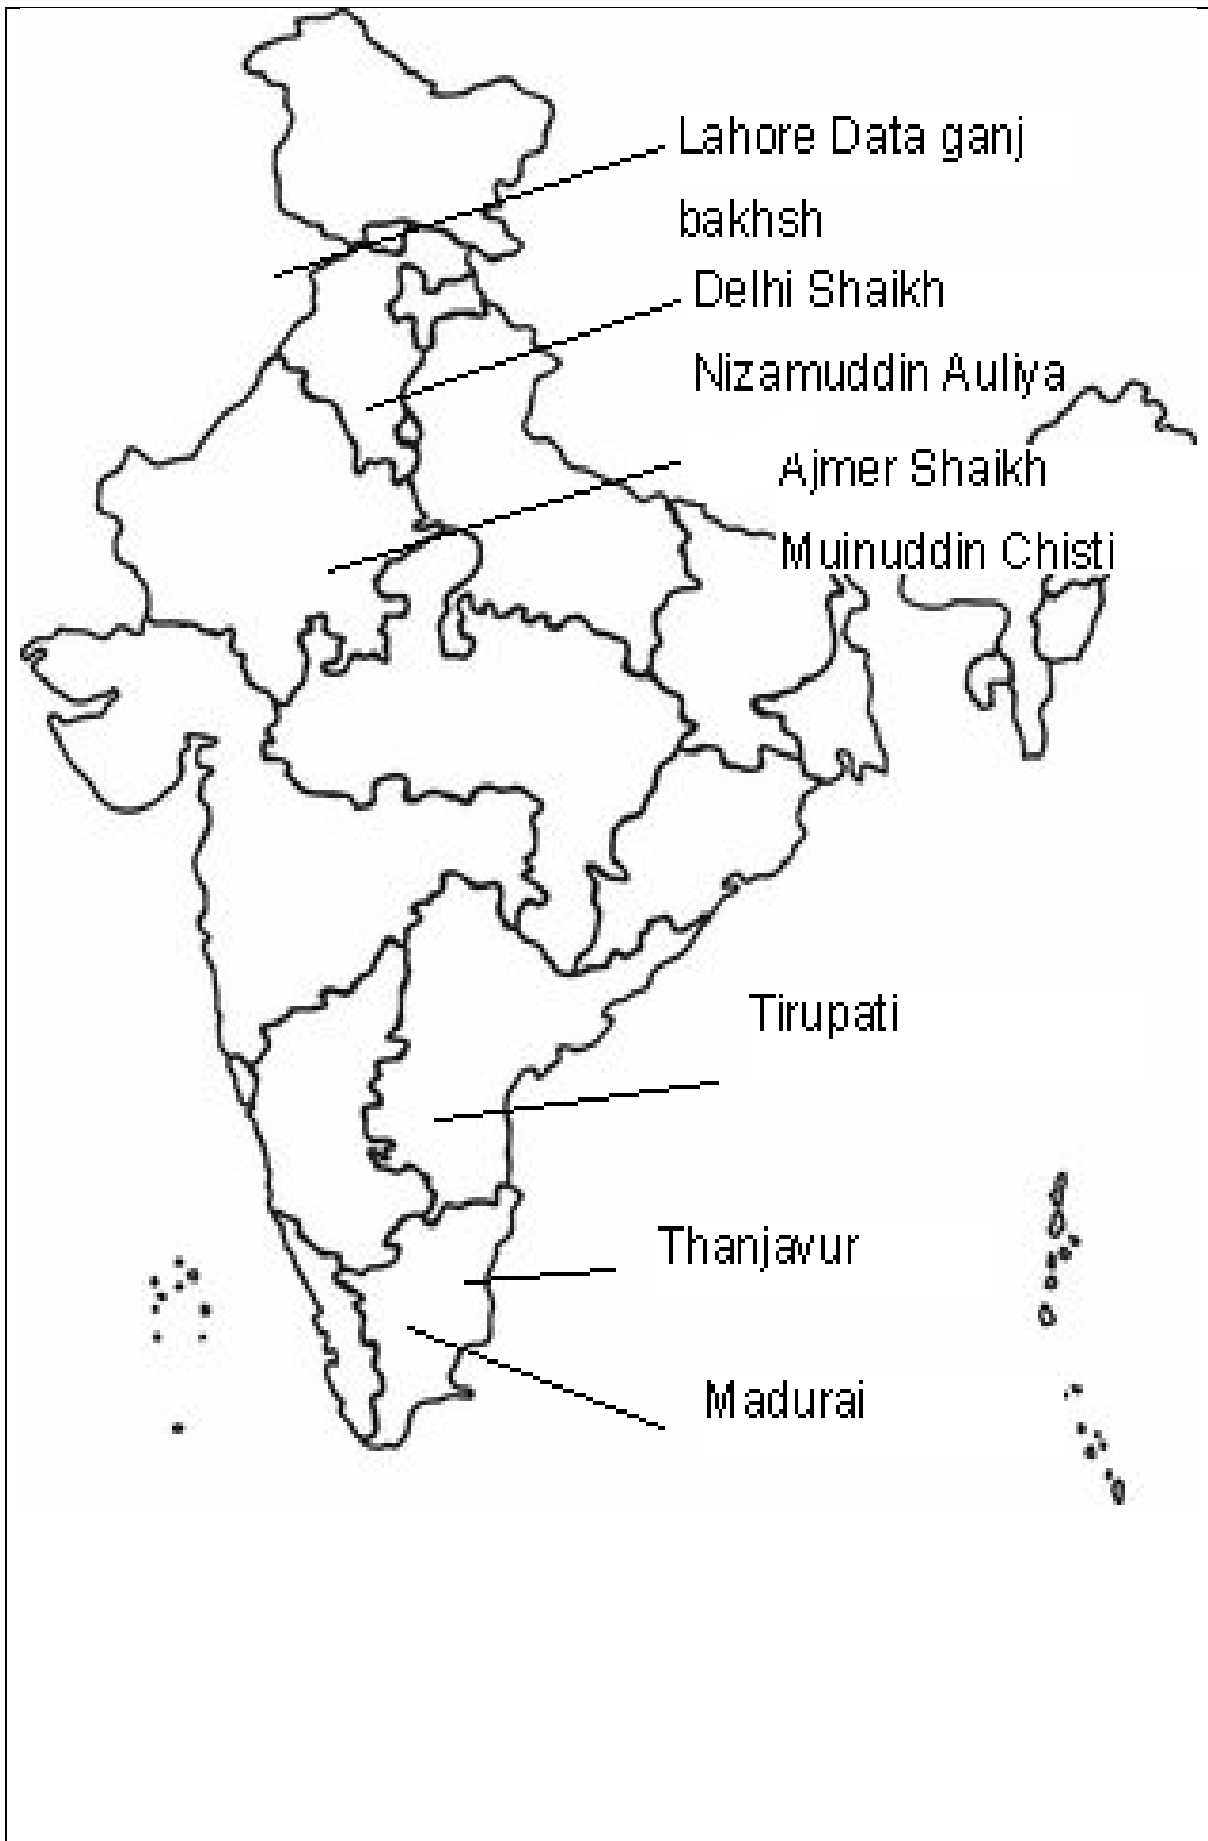 Lahore Data ganj
bakhsh
Delhi Shaikh
Nizamuddin Auliya
Ajmer Shaikh
Muinuddin Chisti
Tirupati
Thanjavur
Madurai